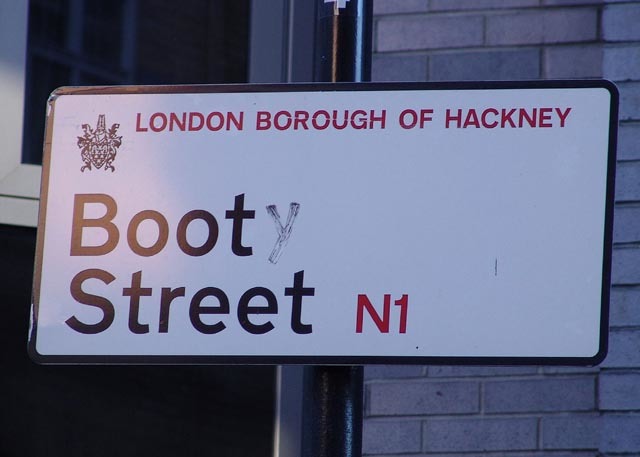 LONDON BOROUGH OF HACKNEY
Booty
Street N1